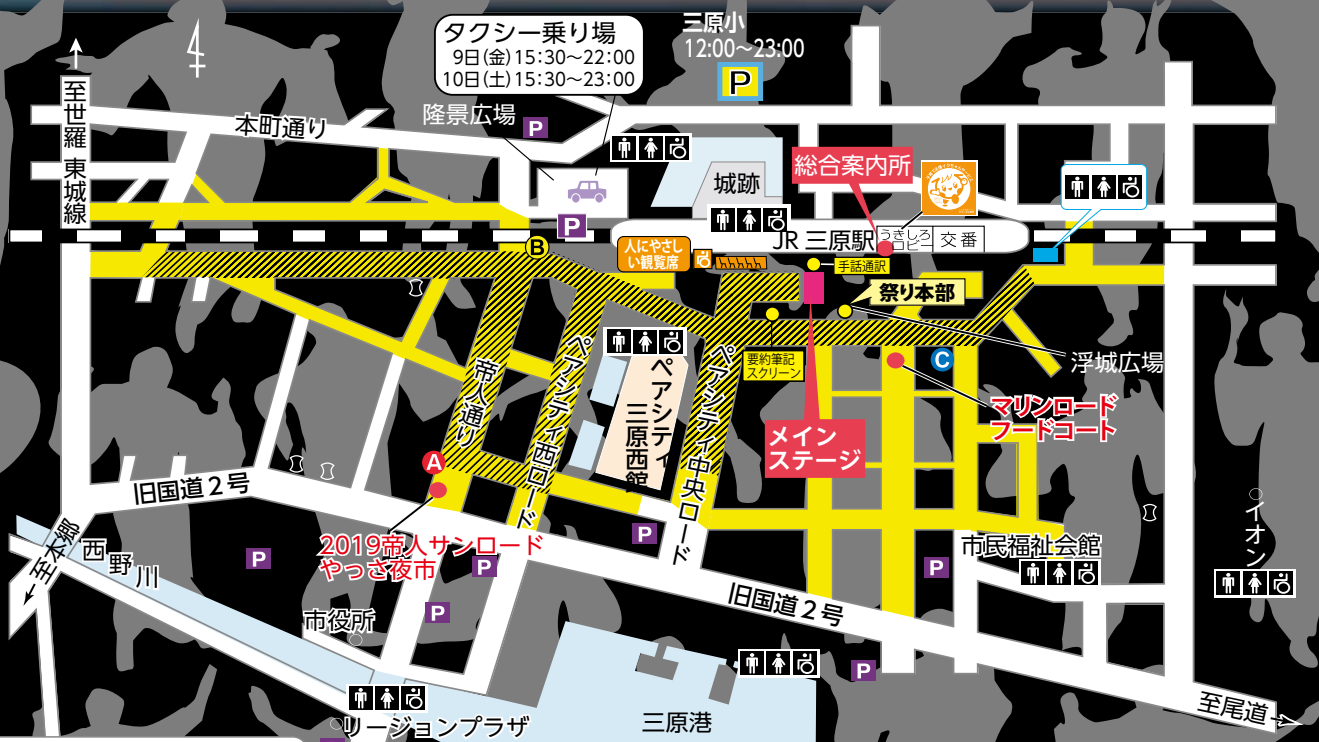 三原小
12:00〜23:00
P
タクシー乗り場
9日(金)15:30〜22:00
10日(土)15:30〜23:00
4
至世羅 東城線
本町通り
隆景広場
P
城跡
総合案内所
P
B
人にやさし
い観覧席
JR 三原駅
うきしろ
ロビー
交番
手話通訳
祭り本部
要約筆記
スクリーン
浮城広場
C
マリンロード
フードコート
メイン
ステージ
帝人通り
ペアシティ西ロード
ペアシティ
三原西館
ペアシティ中央ロード
A
旧国道2号
2019帝人サンロード
やっさ夜市
←至本郷
西野川
P
P
P
P
P
市民福祉会館
イオン
市役所
旧国道2号
P
リージョンプラザ
三原港
至尾道→